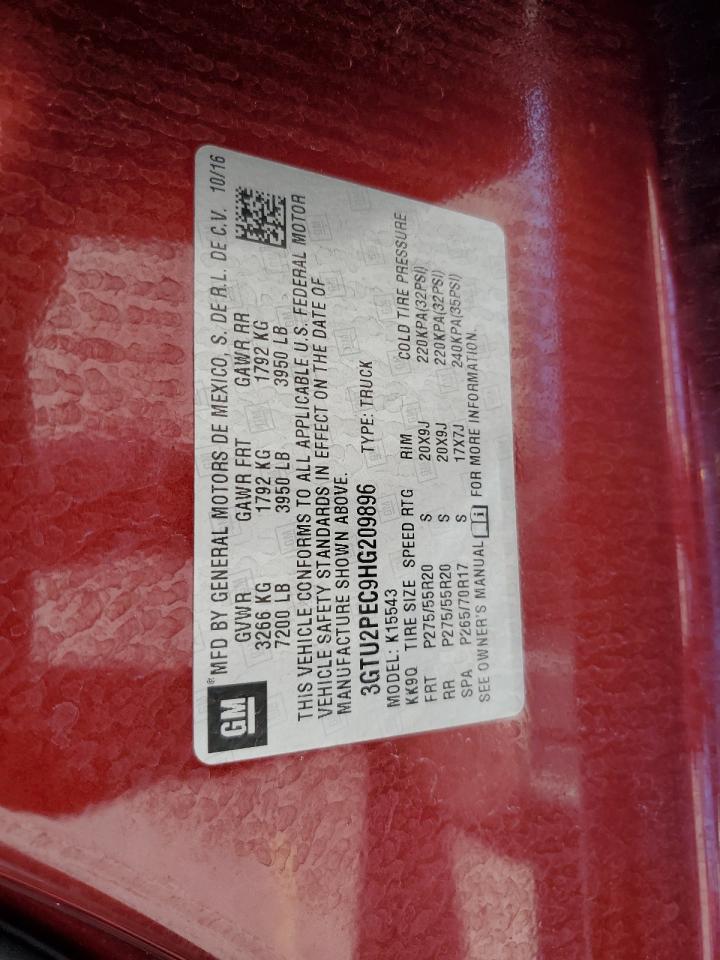 GM
® MFD BY GENERAL MOTORS DE MEXICO, S. DE R.L. DE C.V. 10/16
GVWR GAWR FRT GAWR RR
3266 KG 1792 KG 1792 KG
7200 LB 3950 LB 3950 LB
THIS VEHICLE CONFORMS TO ALL APPLICABLE U.S. FEDERAL MOTOR
VEHICLE SAFETY STANDARDS IN EFFECT ON THE DATE OF
MANUFACTURE SHOWN ABOVE.
3GTU2PEC9HG209896 TYPE: TRUCK
MODEL: K15543
KK9Q TIRE SIZE SPEED RTG RIM COLD TIRE PRESSURE
FRT P275/55R20 S 20X9J 220KPA(32PSI)
RR P275/55R20 S 20X9J 220KPA(32PSI)
SPA P265/70R17 S 17X7J 240KPA(35PSI)
SEE OWNER'S MANUAL FOR MORE INFORMATION.